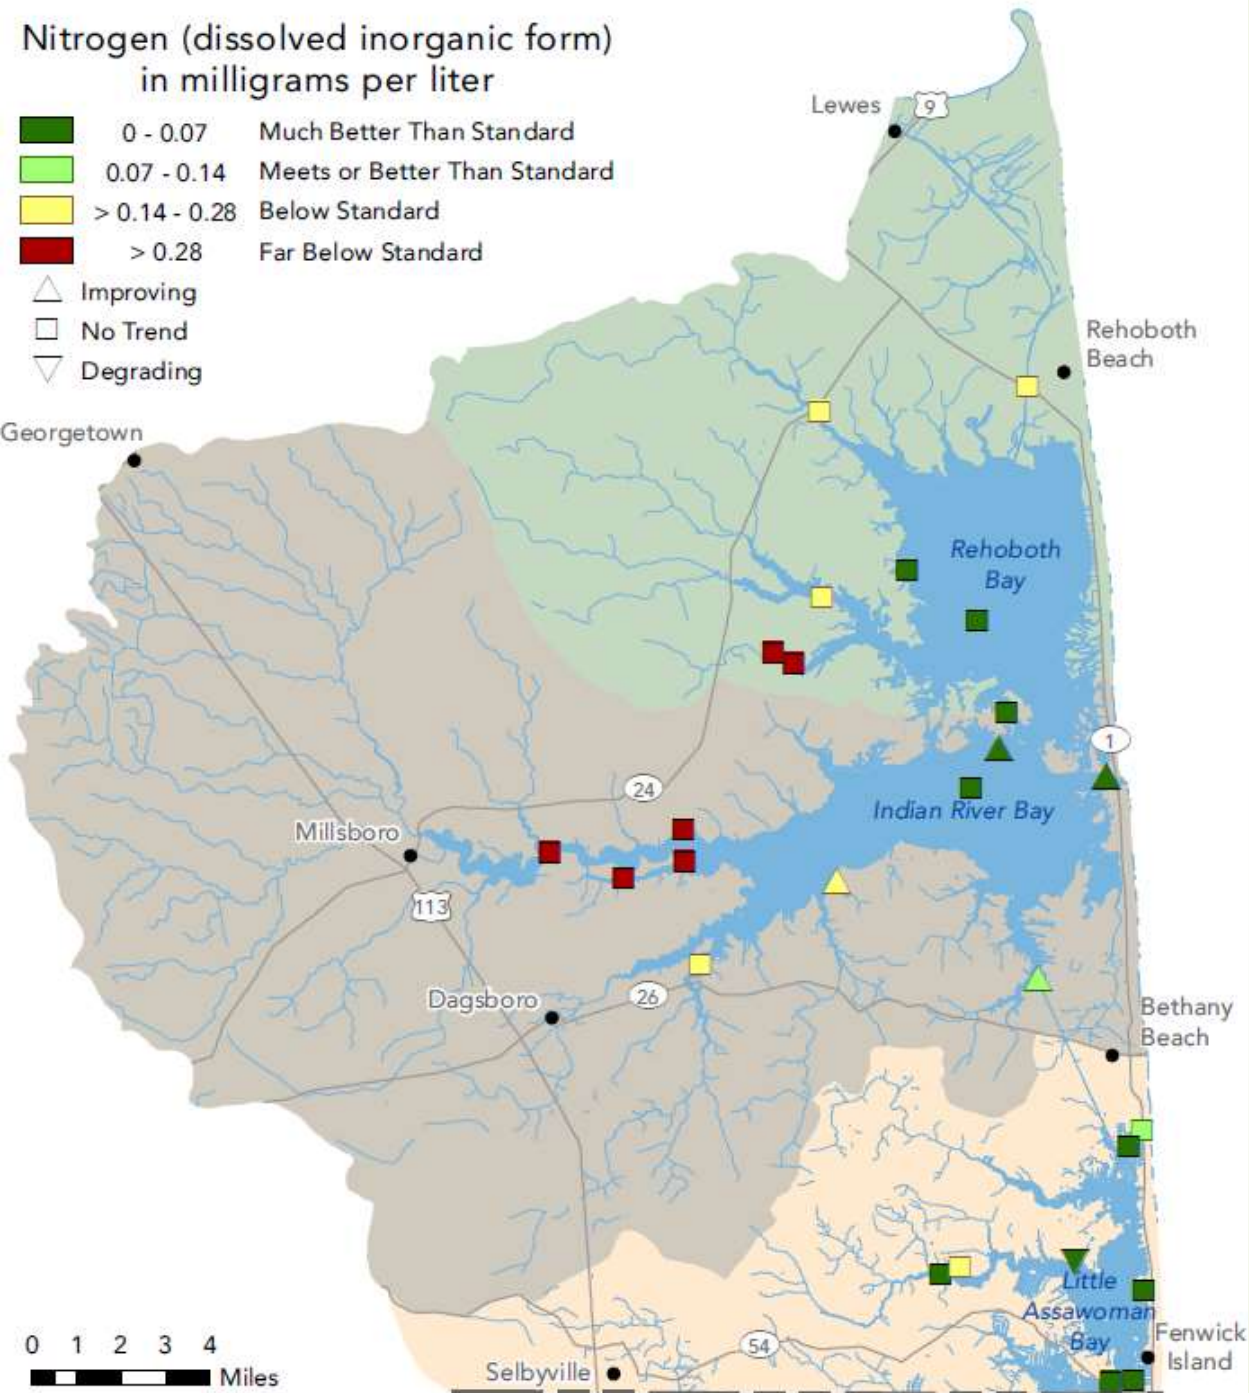 Nitrogen (dissolved inorganic form)
in milligrams per liter
0 - 0.07 Much Better Than Standard
0.07 - 0.14 Meets or Better Than Standard
> 0.14 - 0.28 Below Standard
> 0.28 Far Below Standard
Improving
No Trend
Degrading
Lewes
9
Rehoboth
Beach
Georgetown
Rehoboth
Bay
1
24
Indian River Bay
Millsboro
113
Dagsboro
26
Bethany
Beach
Little
Assawoman
Bay
Fenwick
Island
54
Selbyville
0 1 2 3 4
Miles